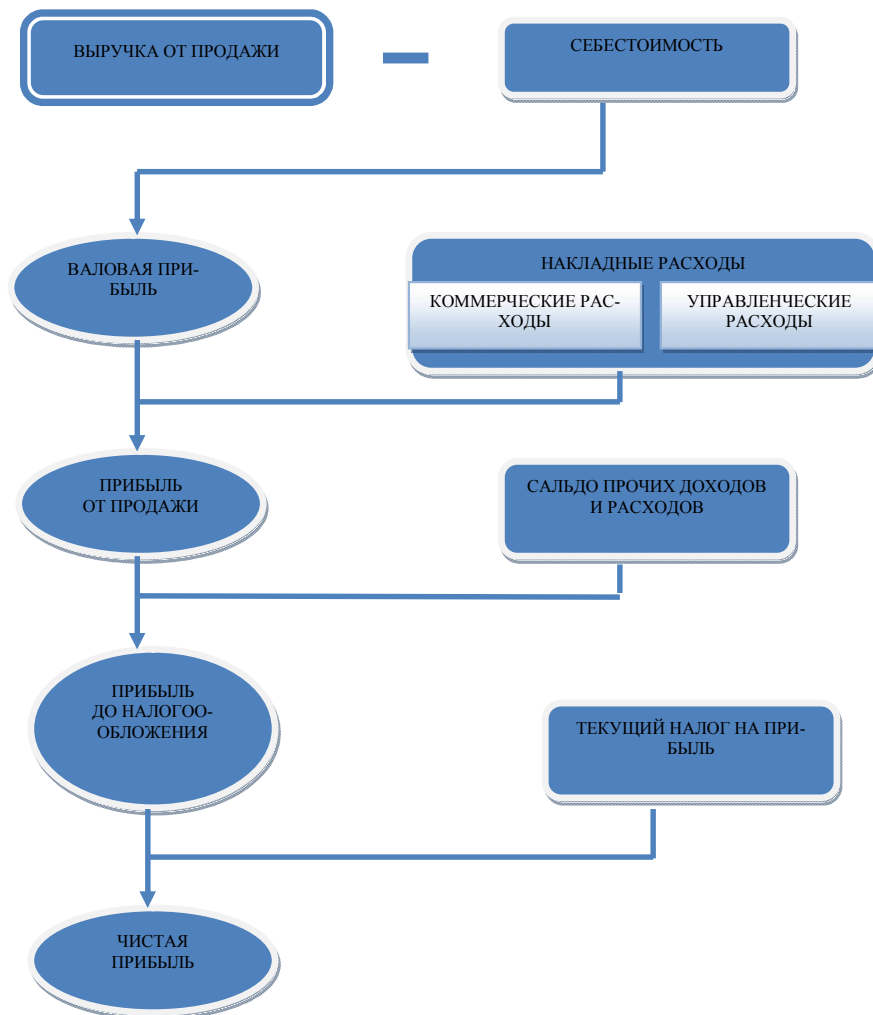 ВЫРУЧКА ОТ ПРОДАЖИ
СЕБЕСТОИМОСТЬ
ВАЛОВАЯ ПРИ-
БЫЛЬ
НАКЛАДНЫЕ РАСХОДЫ
КОММЕРЧЕСКИЕ РАС-
ХОДЫ
УПРАВЛЕНЧЕСКИЕ
РАСХОДЫ
ПРИБЫЛЬ
ОТ ПРОДАЖИ
САЛЬДО ПРОЧИХ ДОХОДОВ
И РАСХОДОВ
ПРИБЫЛЬ
ДО НАЛОГОО-
ОБЛОЖЕНИЯ
ТЕКУЩИЙ НАЛОГ НА ПРИ-
БЫЛЬ
ЧИСТАЯ
ПРИБЫЛЬ